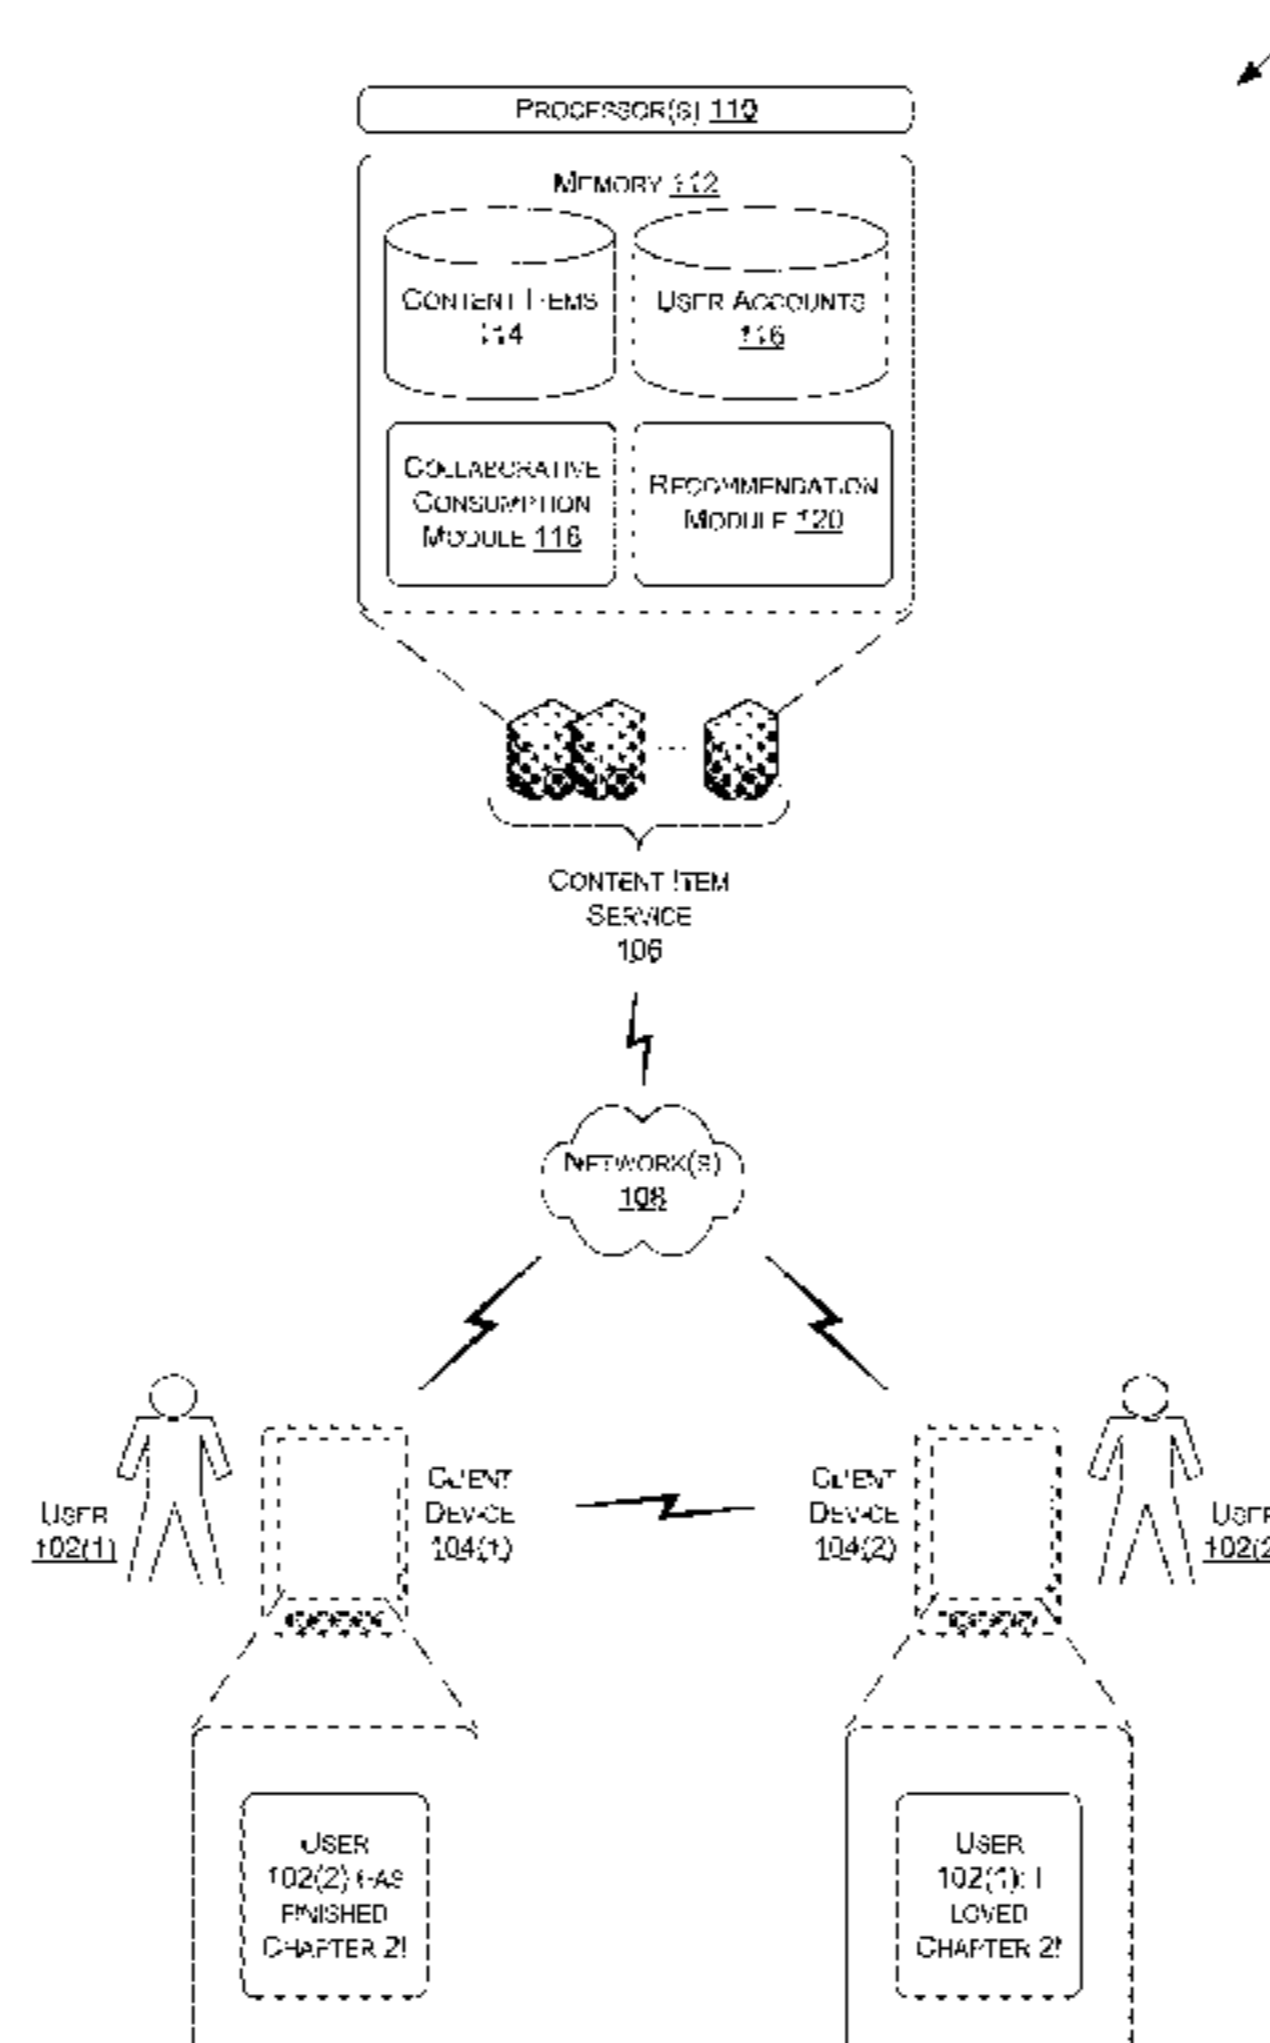 PROCESSOR(S) 110
MEMORY 112
CONTENT ITEMS
114
USER ACCOUNTS
116
COLLABORATIVE
CONSUMPTION
MODULE 118
RECOMMENDATION
MODULE 120
CONTENT ITEM
SERVICE
106
NETWORK(S)
108
USER
102(1)
CLIENT
DEVICE
104(1)
CLIENT
DEVICE
104(2)
USER
102(2
USER
102(2) HAS
FINISHED
CHAPTER 2!
USER
102(1): I
LOVED
CHAPTER 2!